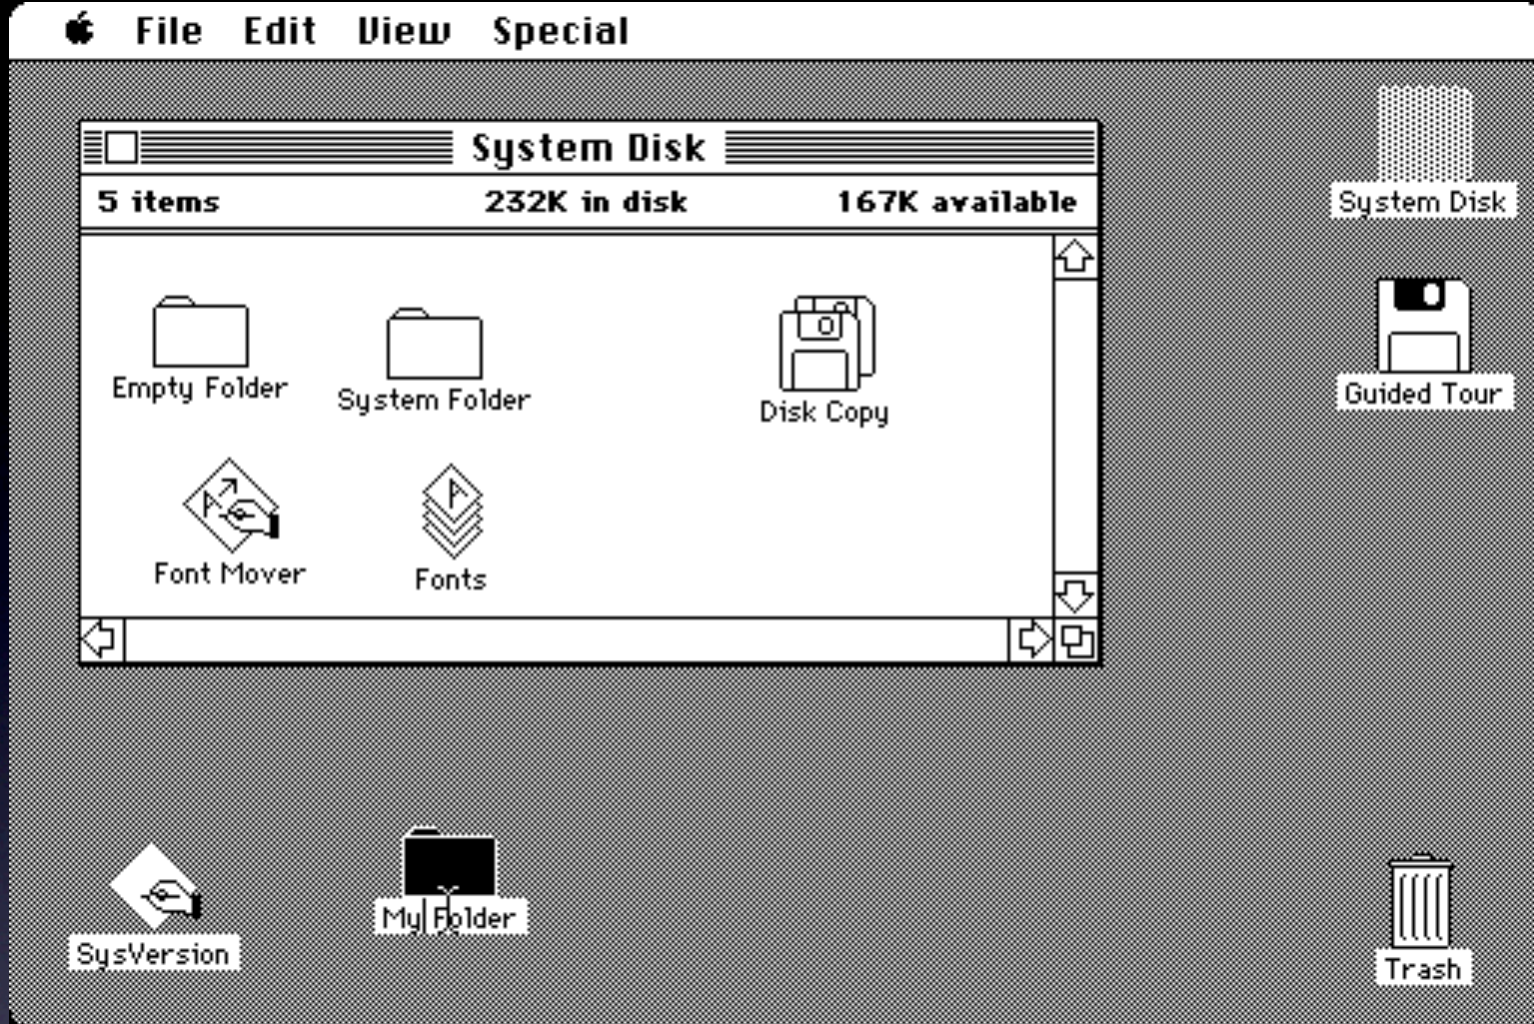 File Edit View Special
System Disk
5 items 232K in disk 167K available
Empty Folder
System Folder
Disk Copy
Font Mover
Fonts
System Disk
Guided Tour
SysVersion
My Folder
Trash